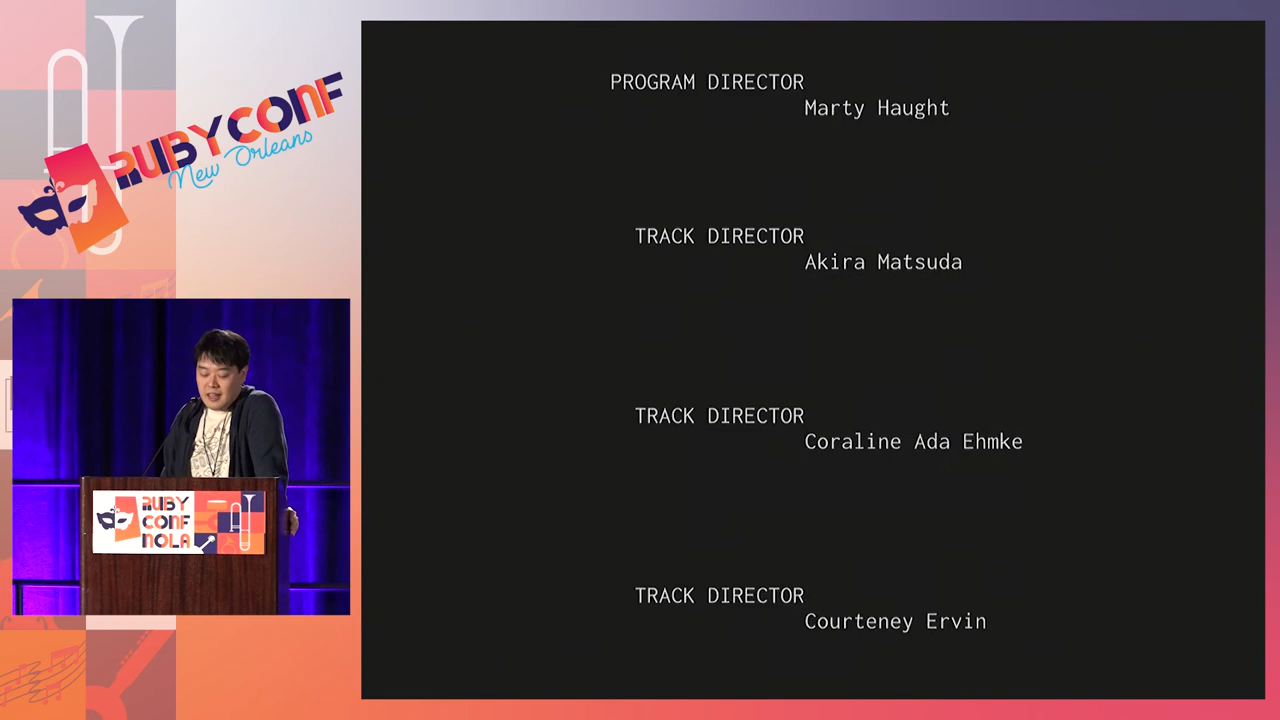 RUBYCONF
New Orleans
RUBY
CONF
NOLA
PROGRAM DIRECTOR
Marty Haught
TRACK DIRECTOR
Akira Matsuda
TRACK DIRECTOR
Coraline Ada Ehmke
TRACK DIRECTOR
Courteney Ervin